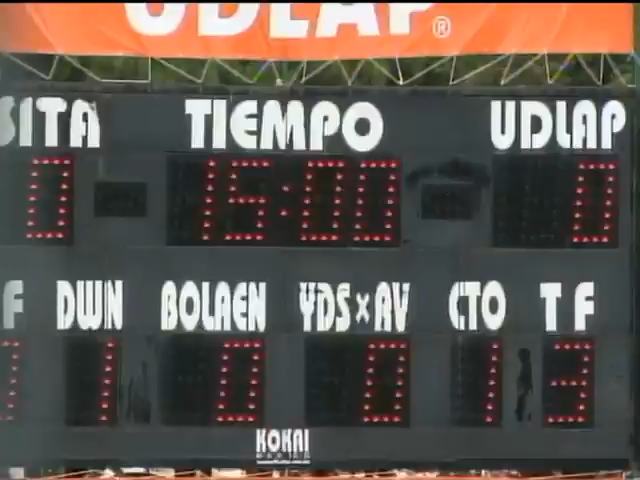 UDLAP®
SITA TIEMPO UDLAP
0 15:00 0
F DWN BOLAEN YDS x AV CTO T F
1 0 0 1 3
KOKAI